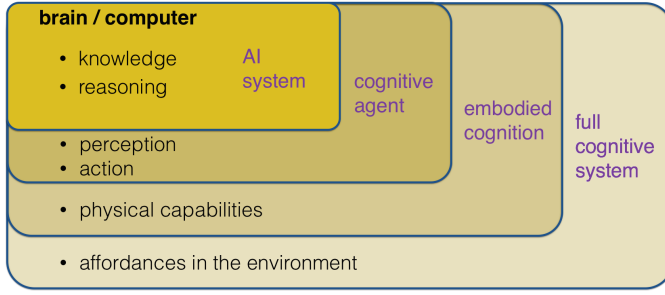 brain / computer
• knowledge
• reasoning
AI
system
cognitive
agent
embodied
cognition
full
cognitive
system
• perception
• action
• physical capabilities
• affordances in the environment